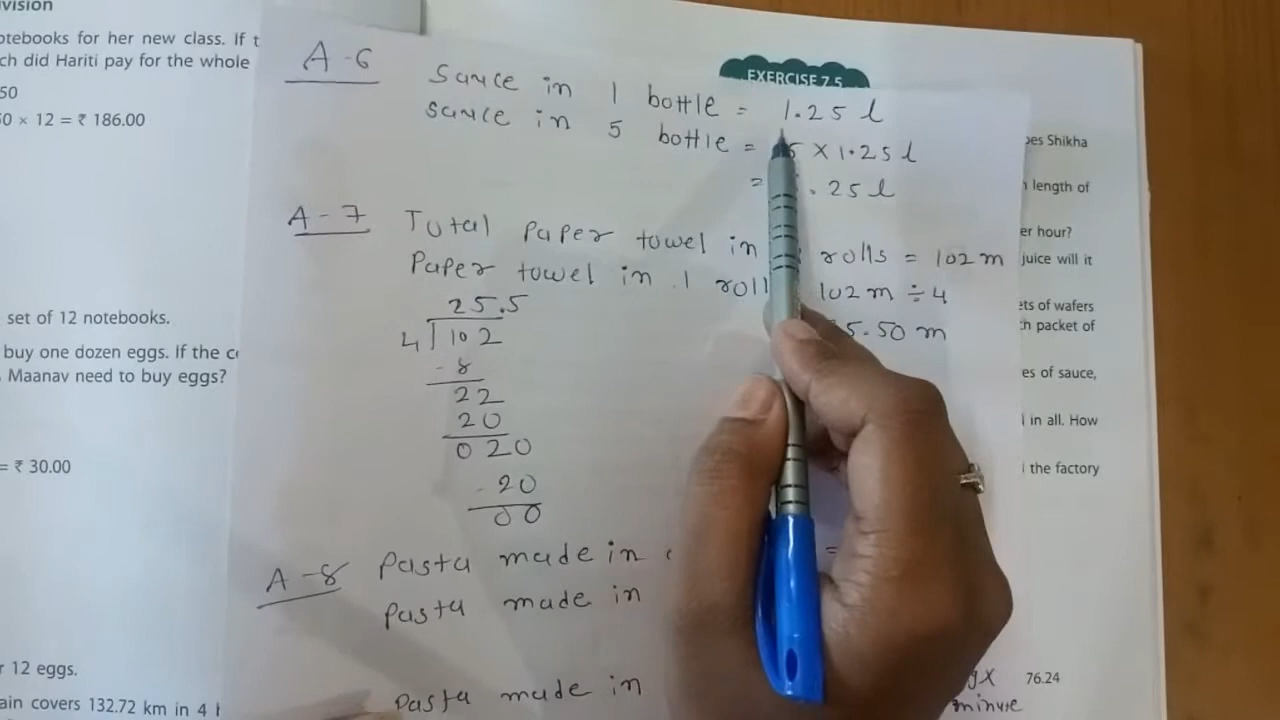 vision
otebooks for her new class. If t
ch did Hariti pay for the whole
50
0 × 12 = ₹ 186.00
set of 12 notebooks.
buy one dozen eggs. If the c
Maanav need to buy eggs?
= ₹ 30.00
12 eggs.
ain covers 132.72 km in 4 h
EXERCISE 7.5
A-6
Sauce in 1 bottle = 1.25 l
Sauce in 5 bottle = 5 × 1.25 l
= .25 l
A-7
Total Paper towel in rolls = 102 m
Paper towel in 1 roll 102 m ÷ 4
5.50 m
25.5
4 102
- 8
22
20
020
- 20
00
A-8
Pasta made in =
Pasta made in
Pasta made in
minute
oes Shikha
length of
er hour?
juice will it
ets of wafers
ch packet of
es of sauce,
in all. How
the factory
76.24